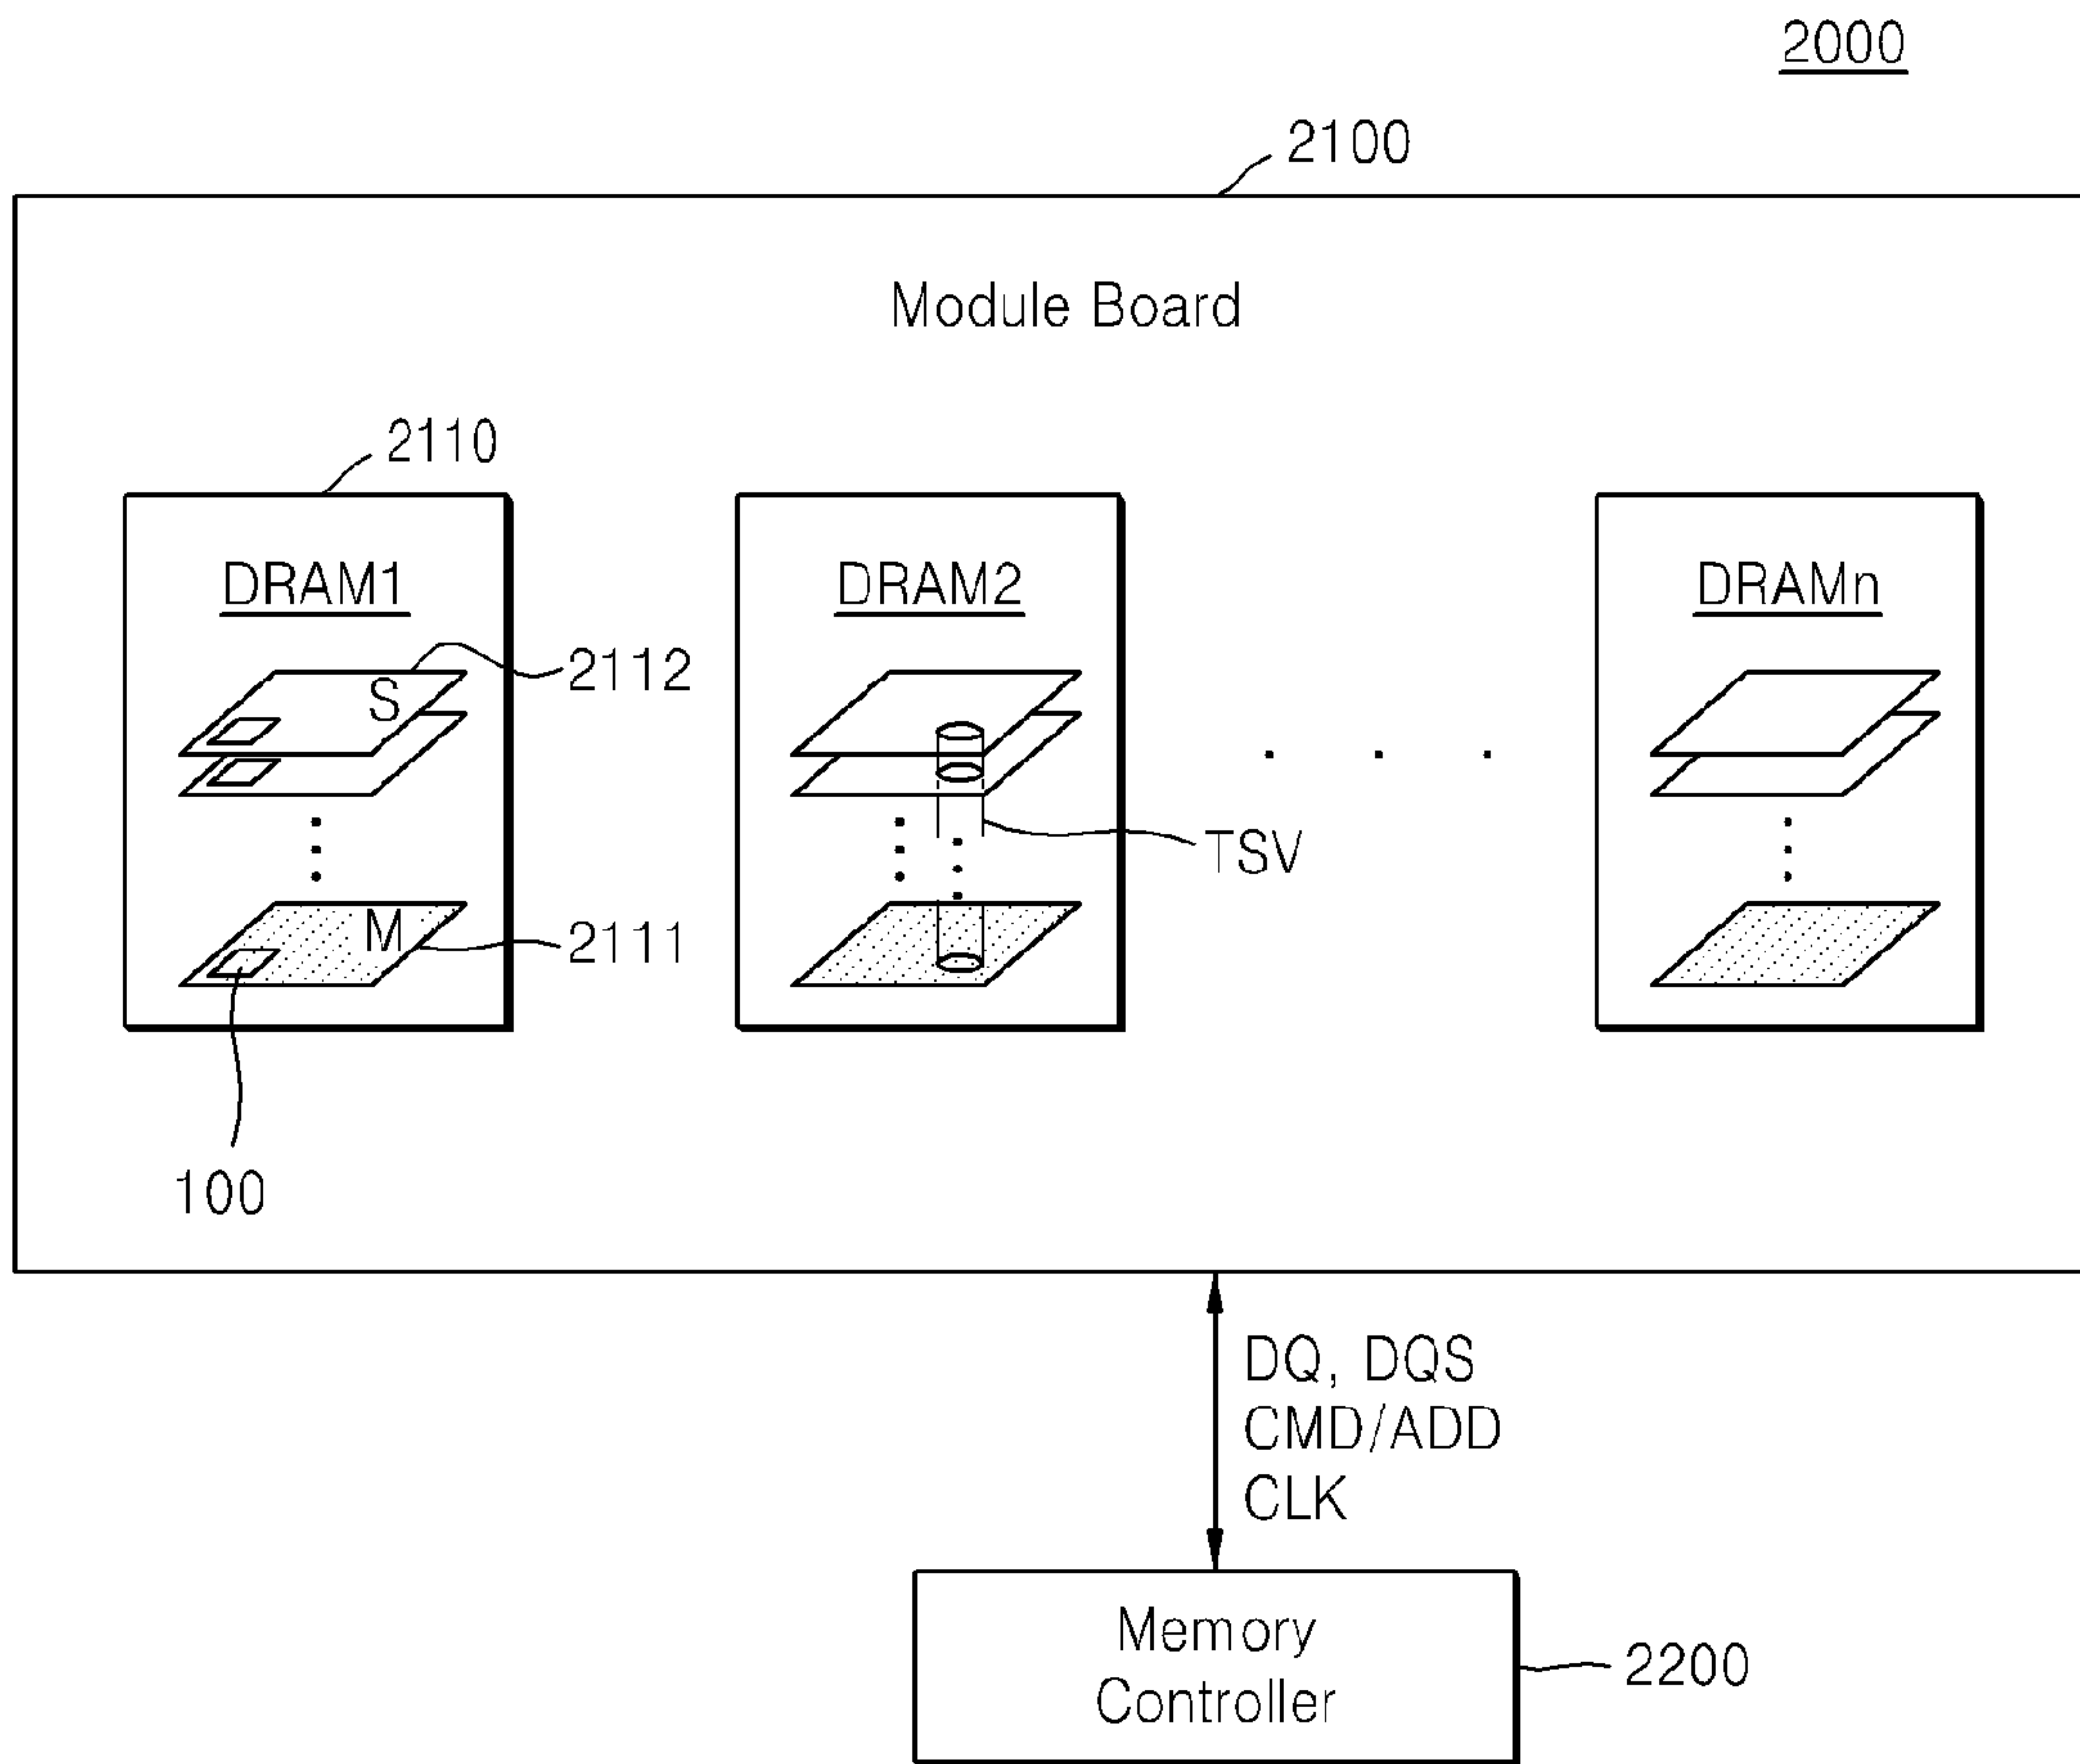 2000
2100
Module Board
2110
DRAM1
DRAM2
DRAMn
S
2112
TSV
M
2111
100
DQ, DQS
CMD/ADD
CLK
Memory
Controller
2200